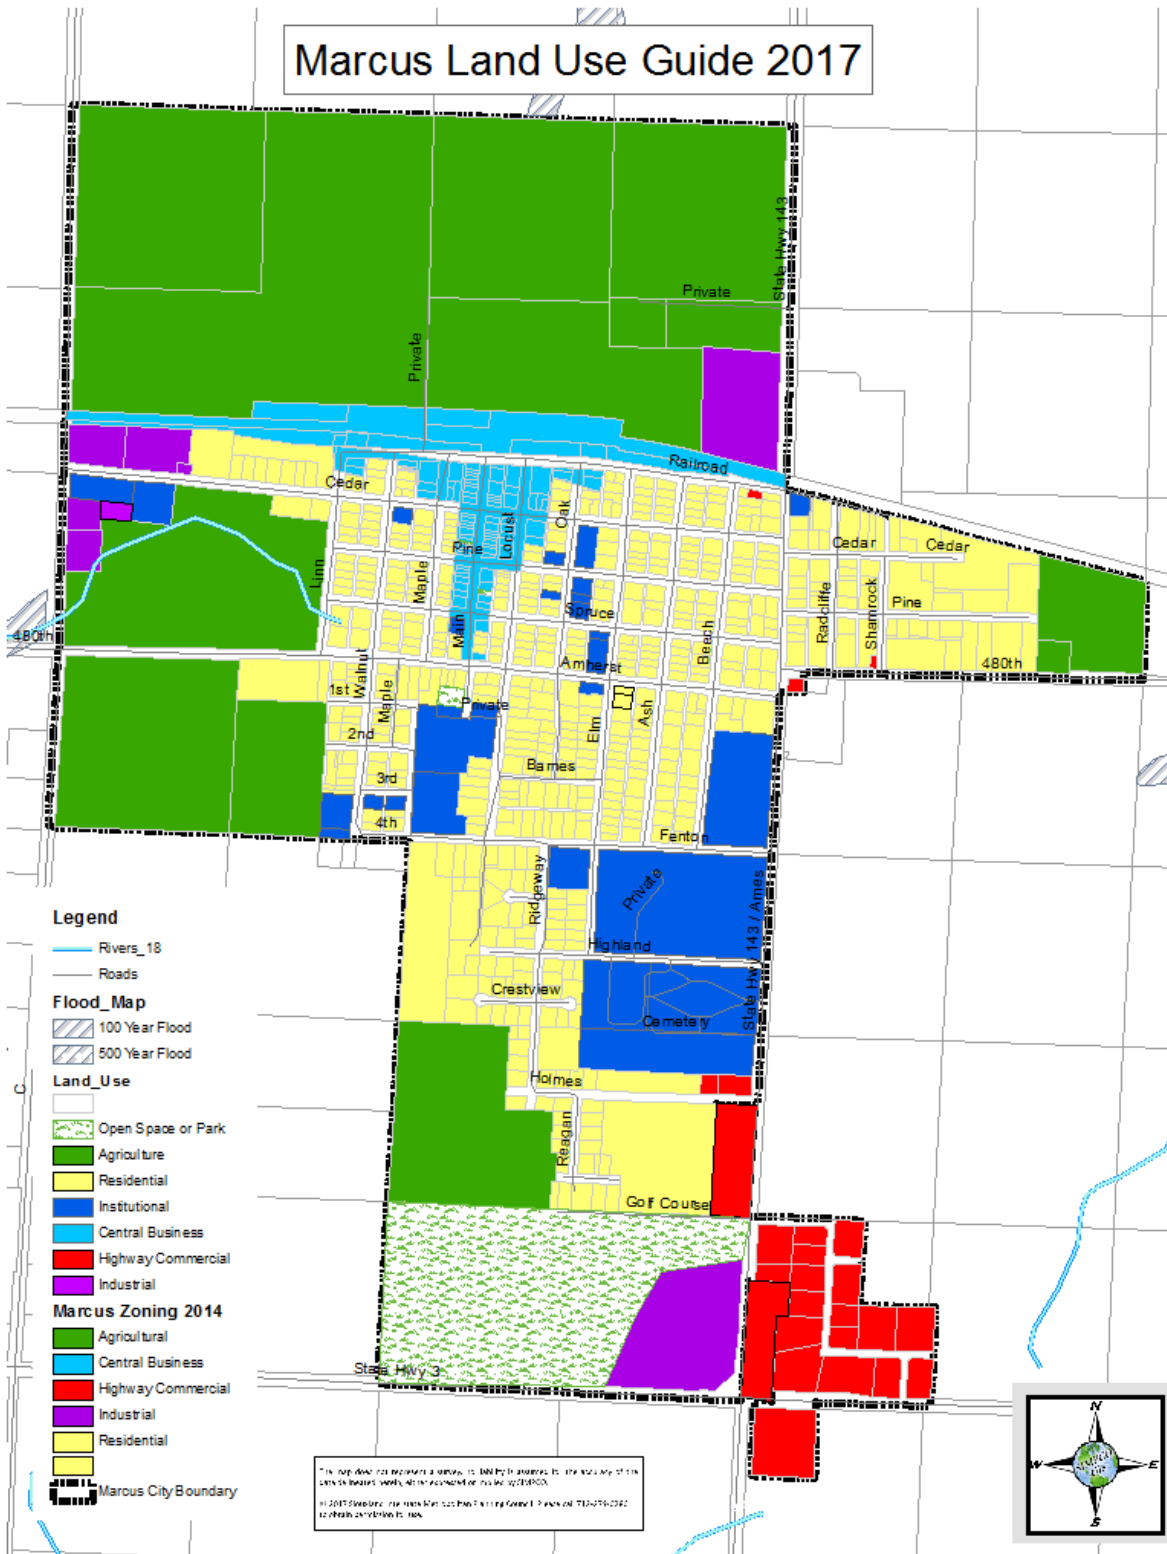 Marcus Land Use Guide 2017
State Hwy 143
Private
Private
Railroad
Cedar
Oak
Locust
Pine
Cedar
Cedar
Linn
Maple
Main
Spruce
Beech
Radcliffe
Shamrock
Pine
480th
Amherst
480th
Walnut
1st
Maple
Private
Elm
Ash
2nd
Barnes
3rd
4th
Fenton
Ridgeway
Private
State Hwy 143 / Ames
Highland
Crestview
Cemetery
Holmes
Reagan
Golf Course
State Hwy 3
C
Legend
Rivers_18
Roads
Flood_Map
100 Year Flood
500 Year Flood
Land_Use
Open Space or Park
Agriculture
Residential
Institutional
Central Business
Highway Commercial
Industrial
Marcus Zoning 2014
Agricultural
Central Business
Highway Commercial
Industrial
Residential
Marcus City Boundary
N
W
E
S